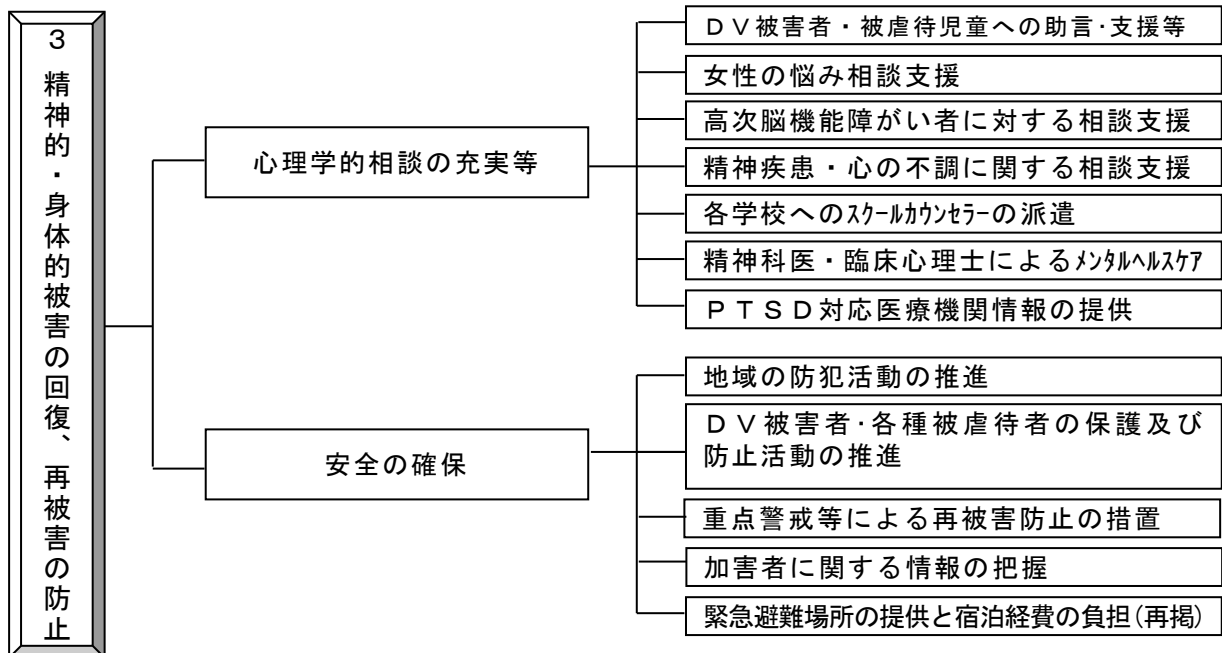 3 精神的・身体的被害の回復、再被害の防止
心理学的相談の充実等
ＤＶ被害者・被虐待児童への助言･支援等
女性の悩み相談支援
高次脳機能障がい者に対する相談支援
精神疾患・心の不調に関する相談支援
各学校へのｽｸｰﾙｶｳﾝｾﾗｰの派遣
精神科医・臨床心理士によるﾒﾝﾀﾙﾍﾙｽｹｱ
ＰＴＳＤ対応医療機関情報の提供
安全の確保
地域の防犯活動の推進
ＤＶ被害者･各種被虐待者の保護及び
防止活動の推進
重点警戒等による再被害防止の措置
加害者に関する情報の把握
緊急避難場所の提供と宿泊経費の負担(再掲)